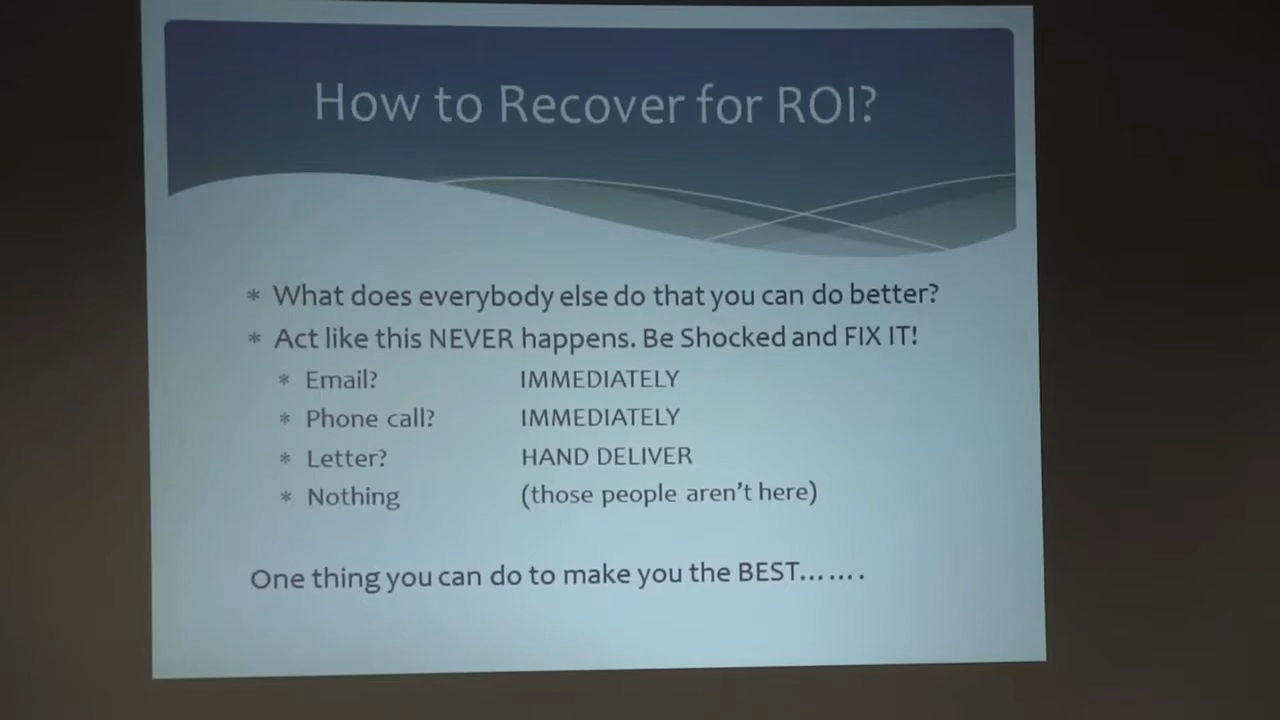 How to Recover for ROI?
* What does everybody else do that you can do better?
* Act like this NEVER happens. Be Shocked and FIX IT!
* Email? IMMEDIATELY
* Phone call? IMMEDIATELY
* Letter? HAND DELIVER
* Nothing (those people aren't here)
One thing you can do to make you the BEST.......